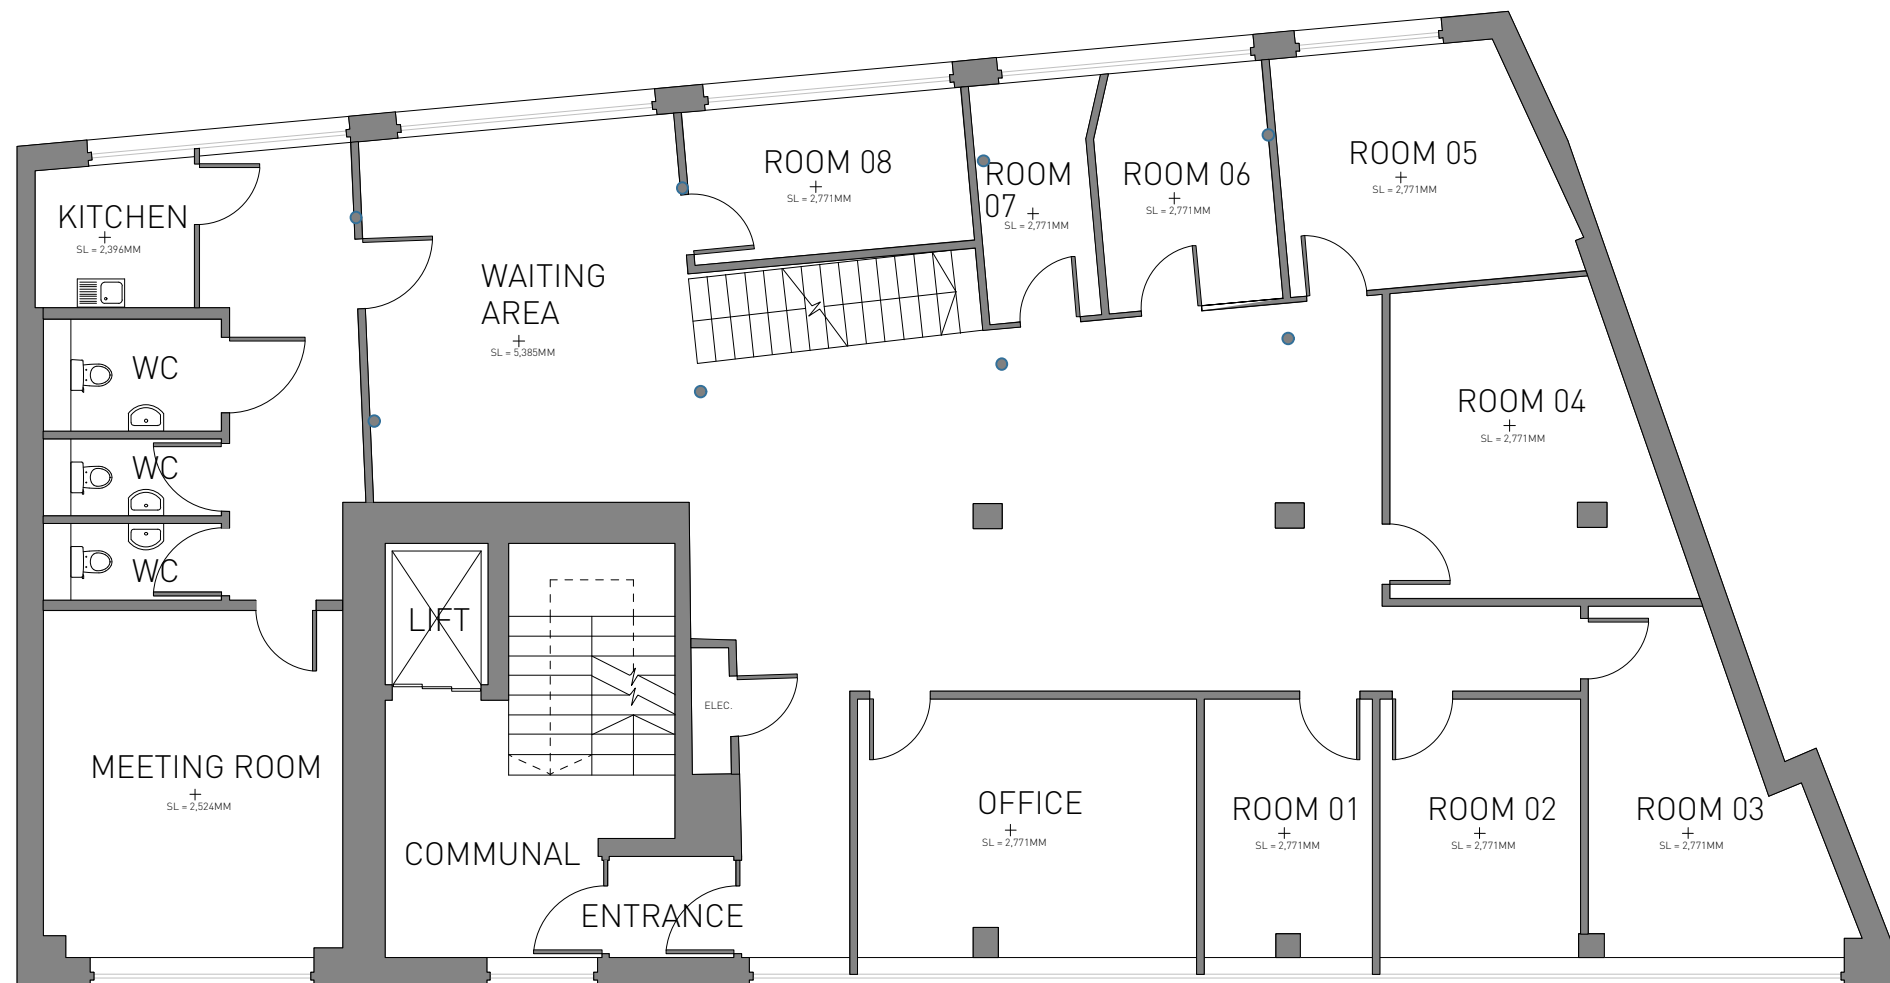 ROOM 05
SL = 2,771MM
ROOM 08
SL = 2,771MM
ROOM
07
SL = 2,771MM
ROOM 06
SL = 2,771MM
KITCHEN
SL = 2,396MM
WAITING
AREA
SL = 5,385MM
WC
WC
WC
ROOM 04
SL = 2,771MM
LIFT
ELEC.
MEETING ROOM
SL = 2,524MM
COMMUNAL
ENTRANCE
OFFICE
SL = 2,771MM
ROOM 01
SL = 2,771MM
ROOM 02
SL = 2,771MM
ROOM 03
SL = 2,771MM